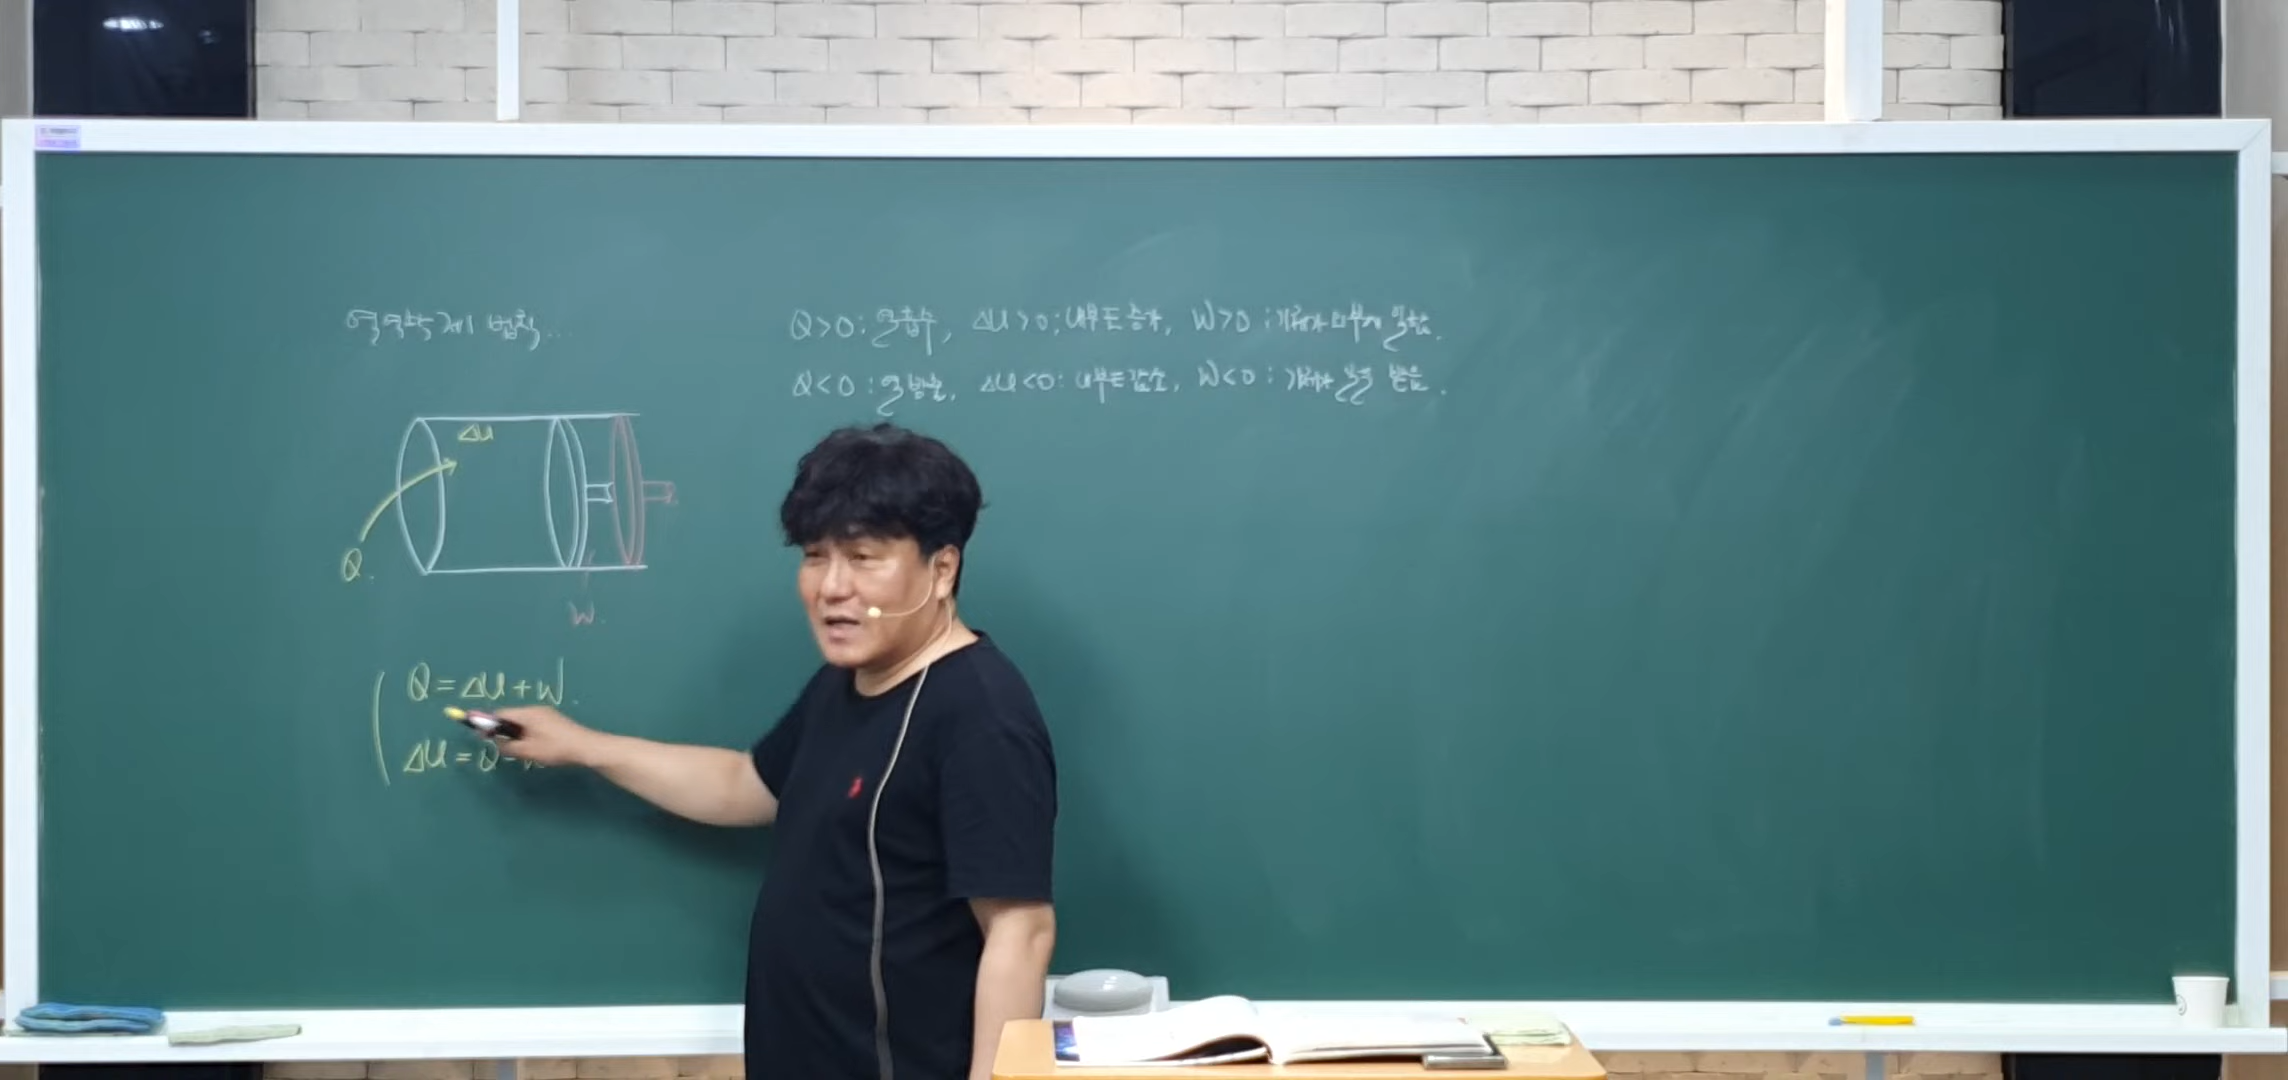 열역학 제1 법칙...
Q>0 : 열흡수, ΔU>0 : 내부E 증가, W>0 : 기체가 외부에 일함.
Q<0 : 열방출, ΔU<0 : 내부E 감소, W<0 : 기체가 일을 받음.
ΔU
Q.
W.
Q=ΔU+W.
ΔU=Q-W